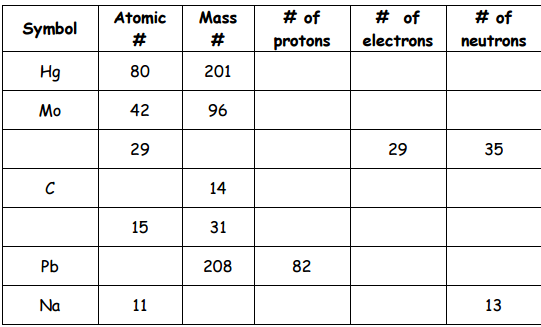 Symbol Atomic # Mass # # of protons # of electrons # of neutrons
Hg 80 201
Mo 42 96
29 29 35
C 14
15 31
Pb 208 82
Na 11 13